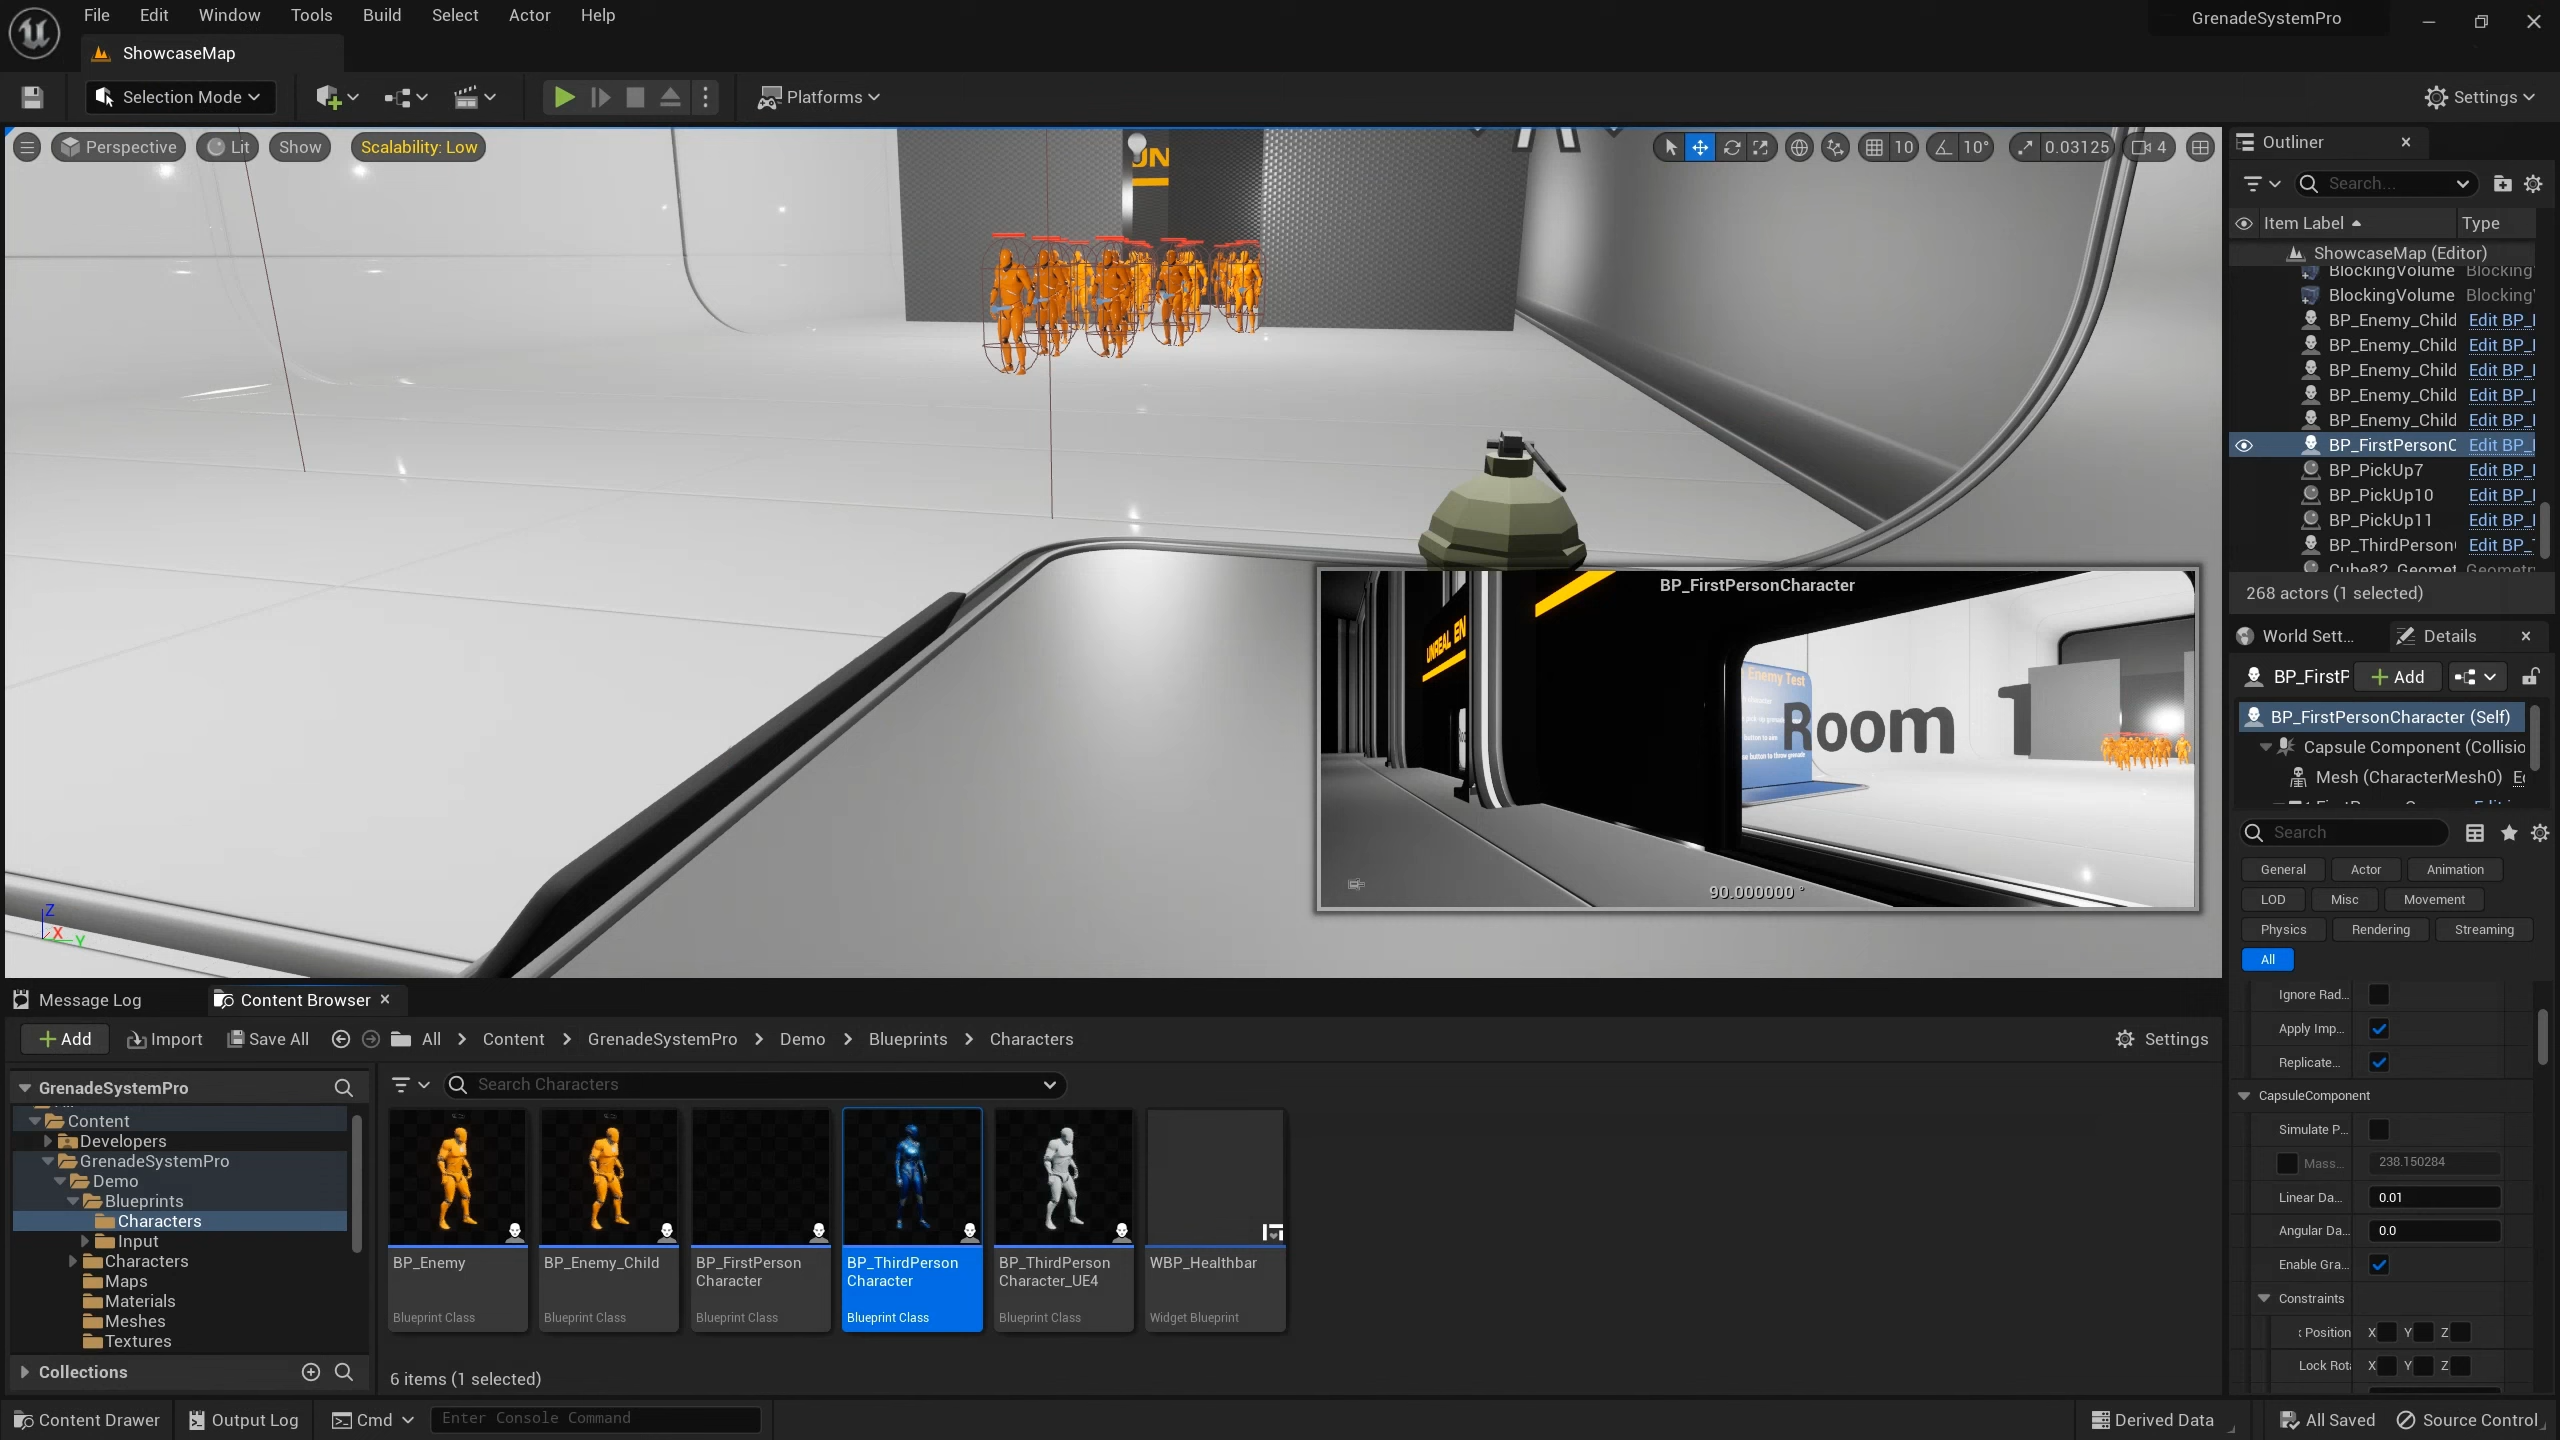 File Edit Window Tools Build Select Actor Help
GrenadeSystemPro
ShowcaseMap
Selection Mode
Platforms
Settings
Perspective Lit Show Scalability: Low
10 10° 0.03125 4
UN
BP_FirstPersonCharacter
UNREAL EN
Enemy Test
Room 1
90.000000 °
Z
X
Y
Outliner
Search...
Item Label Type
ShowcaseMap (Editor)
BlockingVolume Blocking
BlockingVolume Blocking
BP_Enemy_Child Edit BP_
BP_Enemy_Child Edit BP_
BP_Enemy_Child Edit BP_
BP_Enemy_Child Edit BP_
BP_Enemy_Child Edit BP_
BP_FirstPersonC Edit BP_
BP_PickUp7 Edit BP_
BP_PickUp10 Edit BP_
BP_PickUp11 Edit BP_
BP_ThirdPerson Edit BP_
Cube82_Geomet Geometr
268 actors (1 selected)
World Sett... Details
BP_FirstP Add
BP_FirstPersonCharacter (Self)
Capsule Component (Collisio
Mesh (CharacterMesh0)
Search
General Actor Animation
LOD Misc Movement
Physics Rendering Streaming
All
Ignore Rad...
Apply Imp...
Replicate...
CapsuleComponent
Simulate P...
Mass... 238.150284
Linear Da... 0.01
Angular Da... 0.0
Enable Gra...
Constraints
Position X Y Z
Lock Rot X Y Z
Message Log Content Browser
Add Import Save All All > Content > GrenadeSystemPro > Demo > Blueprints > Characters Settings
GrenadeSystemPro
Content
Developers
GrenadeSystemPro
Demo
Blueprints
Characters
Input
Characters
Maps
Materials
Meshes
Textures
Collections
Search Characters
BP_Enemy
Blueprint Class
BP_Enemy_Child
Blueprint Class
BP_FirstPerson
Character
Blueprint Class
BP_ThirdPerson
Character
Blueprint Class
BP_ThirdPerson
Character_UE4
Blueprint Class
WBP_Healthbar
Widget Blueprint
6 items (1 selected)
Content Drawer Output Log Cmd Enter Console Command Derived Data All Saved Source Control